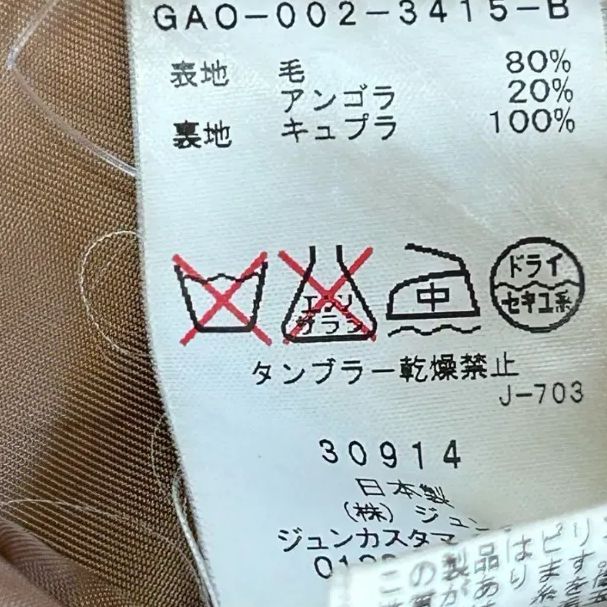 GAO-002-3415-B
表地 毛 80%
アンゴラ 20%
裏地 キュプラ 100%
エンソ
サラシ
中
ドライ
セキユ系
タンブラー乾燥禁止
J-703
30914
日本製
(株)ジュン
ジュンカスタマ
この製品はピリ